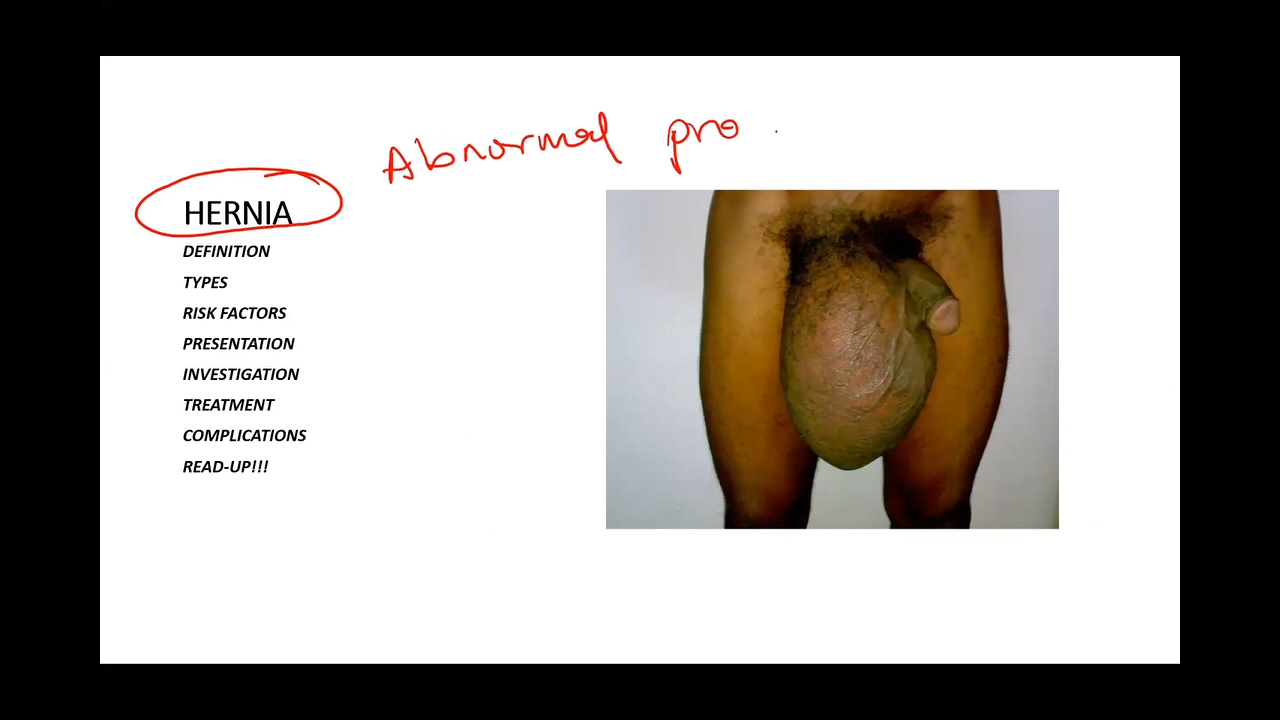 Abnormal pro
HERNIA
DEFINITION
TYPES
RISK FACTORS
PRESENTATION
INVESTIGATION
TREATMENT
COMPLICATIONS
READ-UP!!!